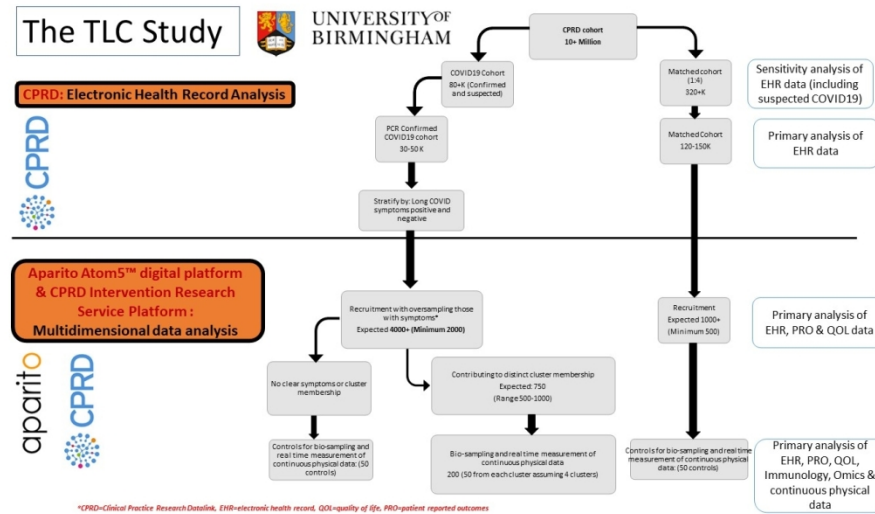 The TLC Study
UNIVERSITY OF
BIRMINGHAM
CPRD cohort
10+ Million
COVID19 Cohort
80+K (Confirmed
and suspected)
Matched cohort
(1:4)
320+K
Sensitivity analysis of
EHR data (including
suspected COVID19)
CPRD: Electronic Health Record Analysis
CPRD
PCR Confirmed
COVID19 cohort
30-50 K
Matched Cohort
120-150K
Primary analysis of
EHR data
Stratify by: Long COVID
symptoms positive and
negative
Aparito Atom5™ digital platform
& CPRD Intervention Research
Service Platform :
Multidimensional data analysis
Recruitment with oversampling those
with symptoms*
Expected 4000+ (Minimum 2000)
Recruitment
Expected 1000+
(Minimum 500)
Primary analysis of
EHR, PRO & QOL data
aparito
CPRD
No clear symptoms or cluster
membership
Contributing to distinct cluster membership
Expected: 750
(Range 500-1000)
Controls for bio-sampling and
real time measurement of
continuous physical data: (50
controls)
Bio-sampling and real time measurement of
continuous physical data
200 (50 from each cluster assuming 4 clusters)
Controls for bio-sampling and real time
measurement of continuous physical
data: (50 controls)
Primary analysis of
EHR, PRO, QOL,
Immunology, Omics &
continuous physical
data
*CPRD=Clinical Practice Research Datalink, EHR=electronic health record, QOL=quality of life, PRO=patient reported outcomes